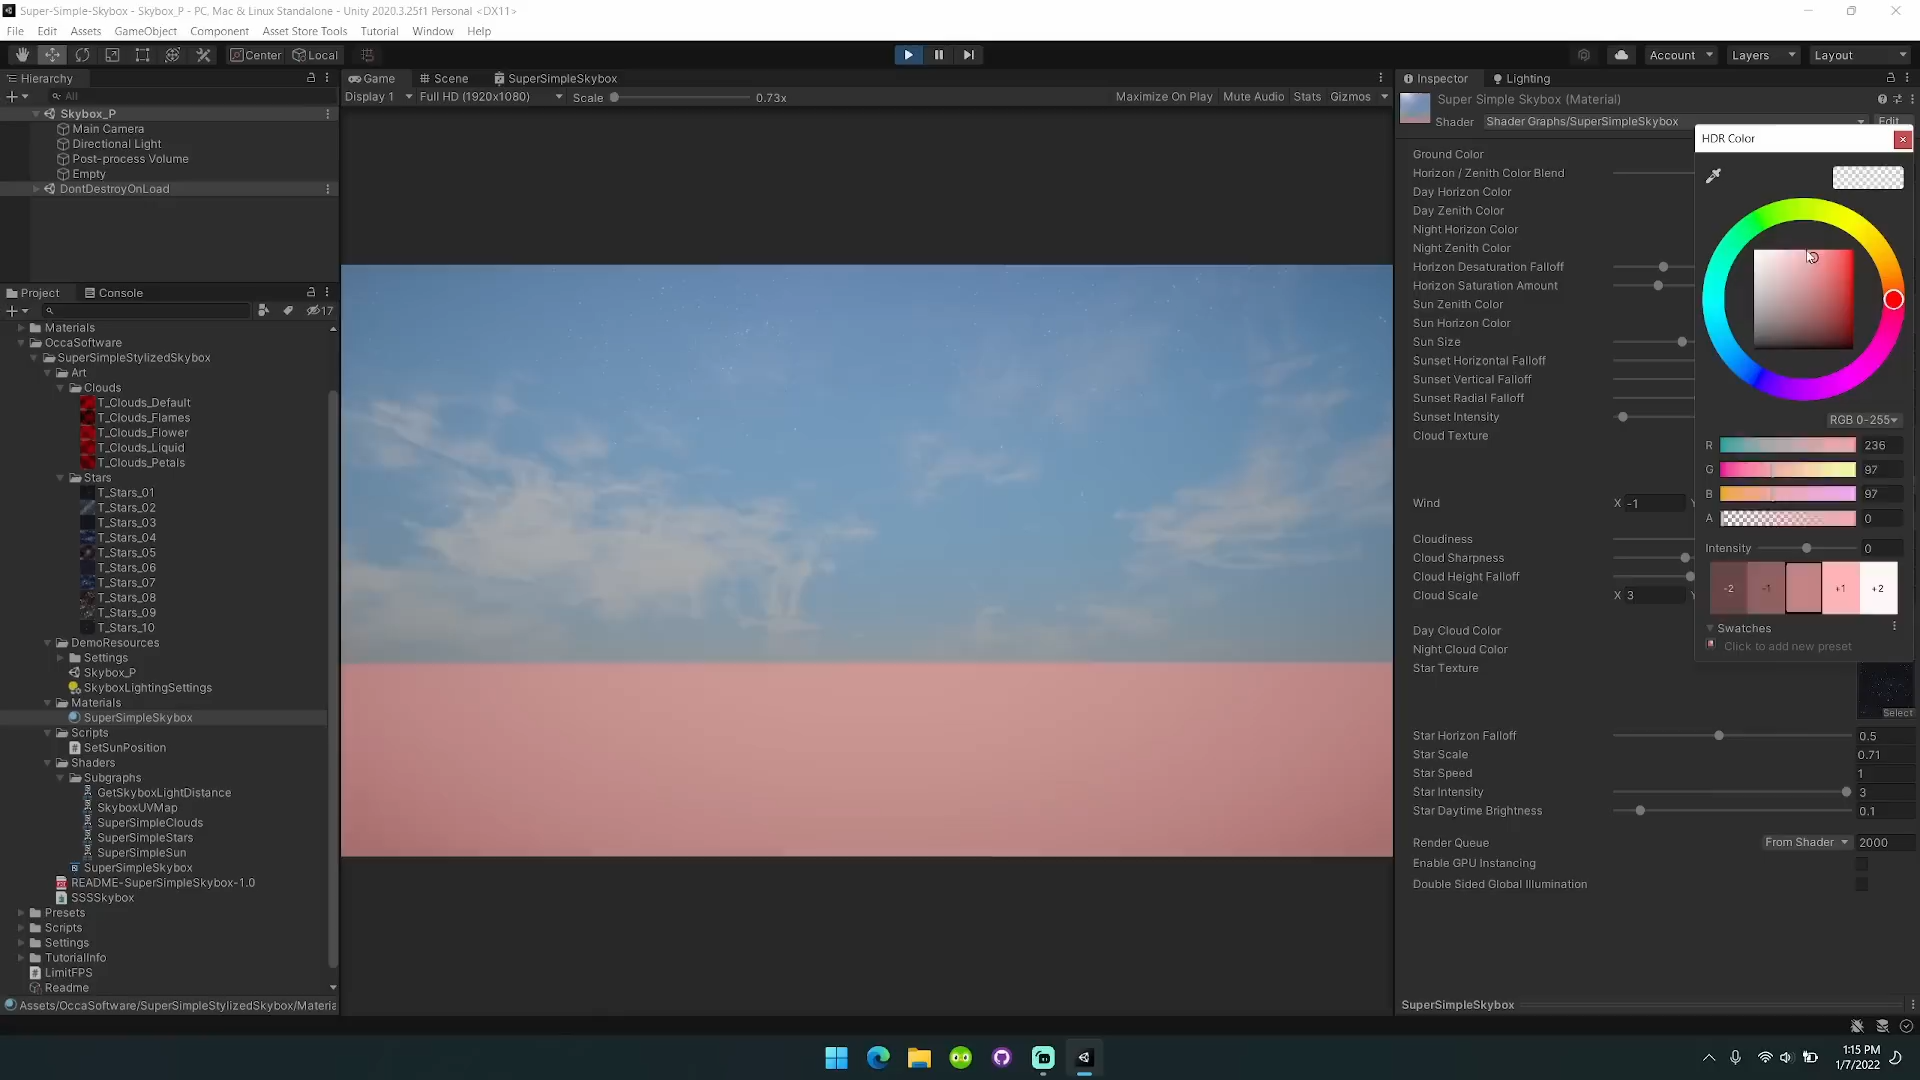 Super-Simple-Skybox - Skybox_P - PC, Mac & Linux Standalone - Unity 2020.3.25f1 Personal <DX11>
File Edit Assets GameObject Component Asset Store Tools Tutorial Window Help
Center Local Account Layers Layout
Hierarchy
All
Skybox_P
Main Camera
Directional Light
Post-process Volume
Empty
DontDestroyOnLoad
Project Console
17
Materials
OccaSoftware
SuperSimpleStylizedSkybox
Art
Clouds
T_Clouds_Default
T_Clouds_Flames
T_Clouds_Flower
T_Clouds_Liquid
T_Clouds_Petals
Stars
T_Stars_01
T_Stars_02
T_Stars_03
T_Stars_04
T_Stars_05
T_Stars_06
T_Stars_07
T_Stars_08
T_Stars_09
T_Stars_10
DemoResources
Settings
Skybox_P
SkyboxLightingSettings
Materials
SuperSimpleSkybox
Scripts
SetSunPosition
Shaders
Subgraphs
GetSkyboxLightDistance
SkyboxUVMap
SuperSimpleClouds
SuperSimpleStars
SuperSimpleSun
SuperSimpleSkybox
README-SuperSimpleSkybox-1.0
SSSSkybox
Presets
Scripts
Settings
TutorialInfo
LimitFPS
Readme
Assets/OccaSoftware/SuperSimpleStylizedSkybox/Materia
Game Scene SuperSimpleSkybox
Display 1 Full HD (1920x1080) Scale 0.73x Maximize On Play Mute Audio Stats Gizmos
Inspector Lighting
Super Simple Skybox (Material)
Shader Shader Graphs/SuperSimpleSkybox Edit
Ground Color
Horizon / Zenith Color Blend
Day Horizon Color
Day Zenith Color
Night Horizon Color
Night Zenith Color
Horizon Desaturation Falloff
Horizon Saturation Amount
Sun Zenith Color
Sun Horizon Color
Sun Size
Sunset Horizontal Falloff
Sunset Vertical Falloff
Sunset Radial Falloff
Sunset Intensity
Cloud Texture
Wind X -1
Cloudiness
Cloud Sharpness
Cloud Height Falloff
Cloud Scale X 3
Day Cloud Color
Night Cloud Color
Star Texture
Select
Star Horizon Falloff 0.5
Star Scale 0.71
Star Speed 1
Star Intensity 3
Star Daytime Brightness 0.1
Render Queue From Shader 2000
Enable GPU Instancing
Double Sided Global Illumination
SuperSimpleSkybox
HDR Color
RGB 0-255
R 236
G 97
B 97
A 0
Intensity 0
-2 -1 +1 +2
Swatches
Click to add new preset
1:15 PM
1/7/2022